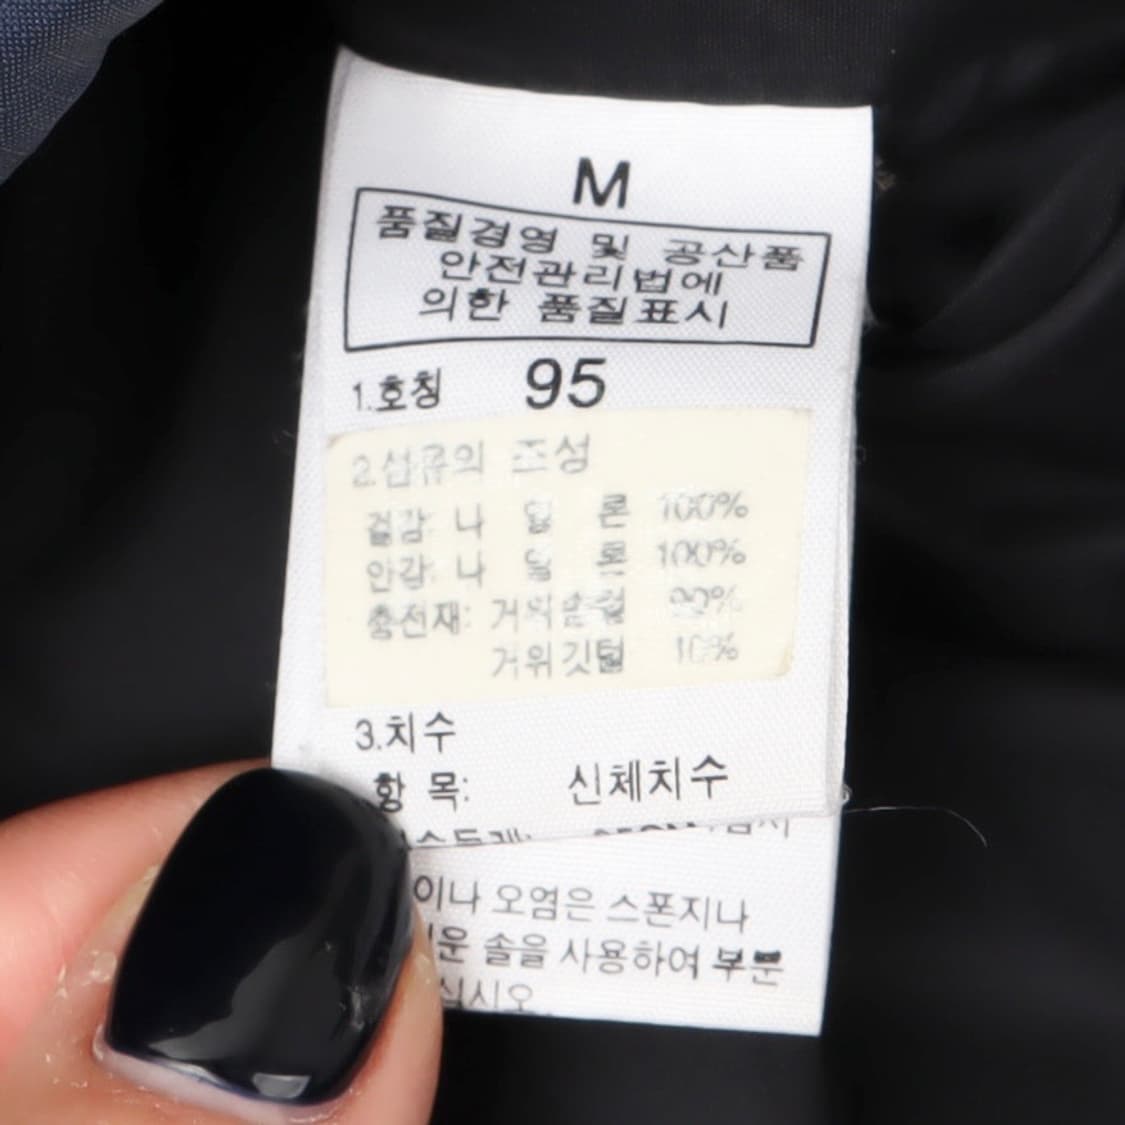 M
품질경영 및 공산품
안전관리법에
의한 품질표시
1.호칭 95
2.섬유의 조성
겉감: 나 일 론 100%
안감: 나 일 론 100%
충전재: 거위솜털 90%
거위깃털 10%
3.치수
항 목: 신체치수
이나 오염은 스폰지나
운 솔을 사용하여 부분
십시오.